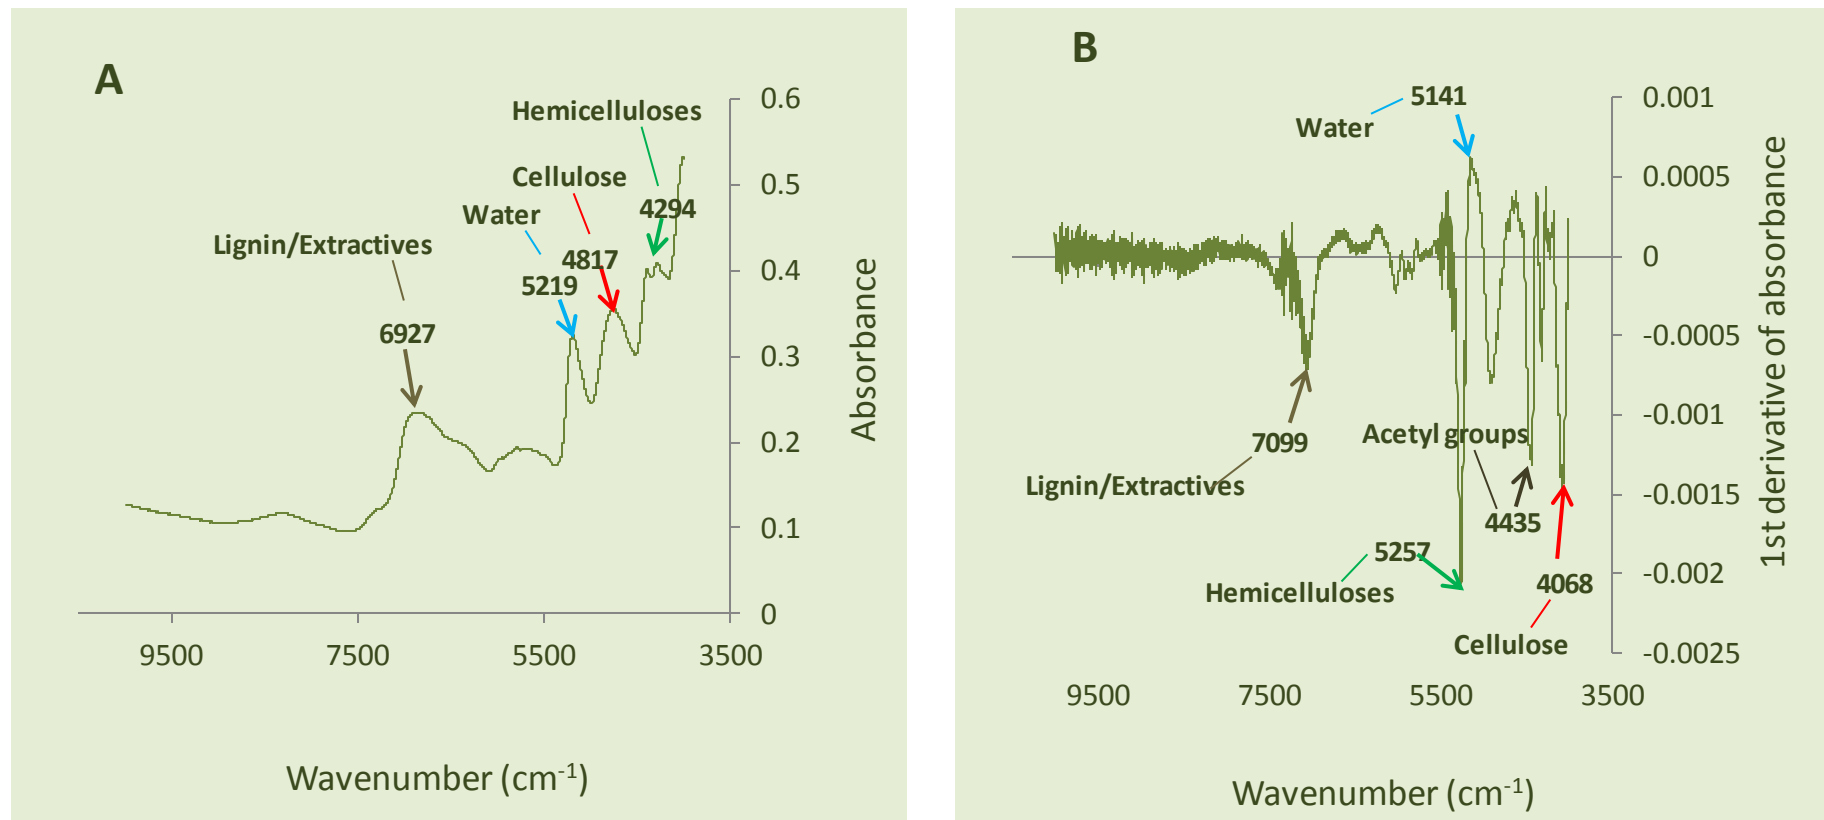 A
Hemicelluloses
Cellulose
4294
Water
Lignin/Extractives
4817
5219
6927
0.6
0.5
0.4
0.3
0.2
0.1
0
Absorbance
9500 7500 5500 3500
Wavenumber (cm-1)
B
5141
Water
7099
Lignin/Extractives
Acetyl groups
4435
5257
Hemicelluloses
4068
Cellulose
0.001
0.0005
0
-0.0005
-0.001
-0.0015
-0.002
-0.0025
1st derivative of absorbance
9500 7500 5500 3500
Wavenumber (cm-1)